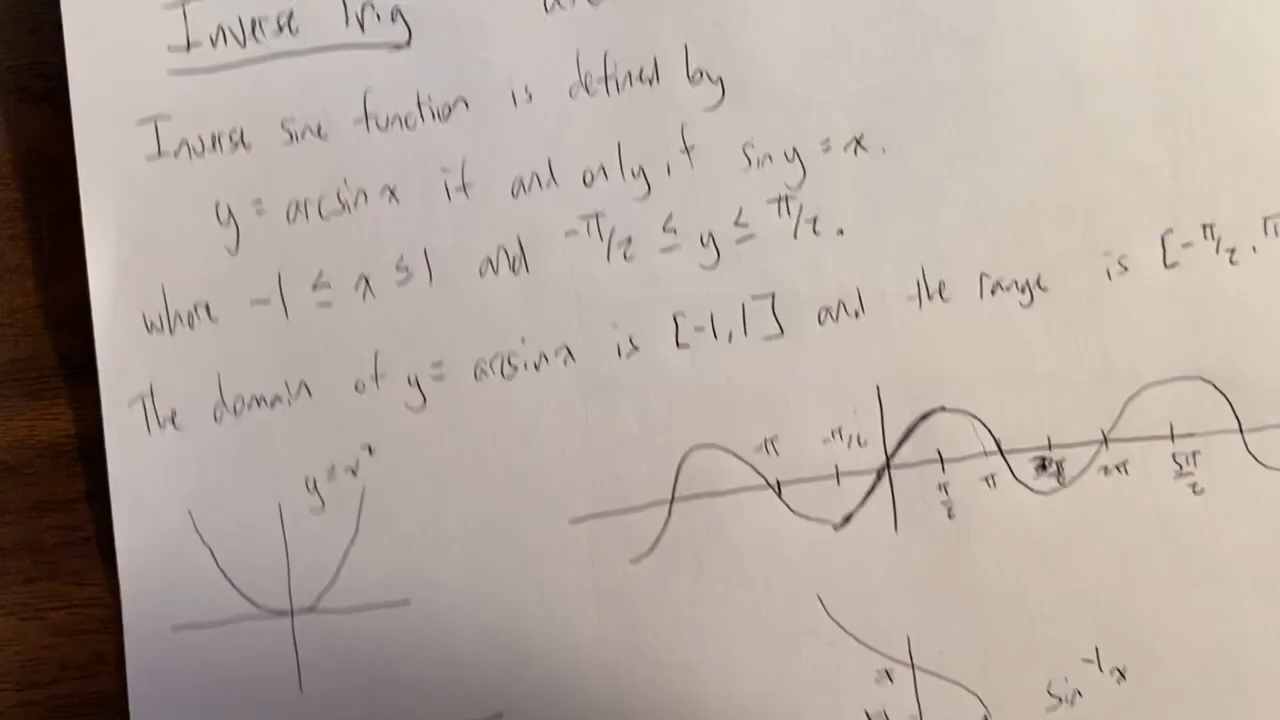 Inverse Trig
Inverse sine function is defined by
y = arcsin x if and only if sin y = x.
where -1 ≤ x ≤ 1 and -π/2 ≤ y ≤ π/2.
The domain of y = arcsin x is [-1, 1] and the range is [-π/2, π
y = x²
-π -π/2 π/2 π 2π 5π/2
sin⁻¹x